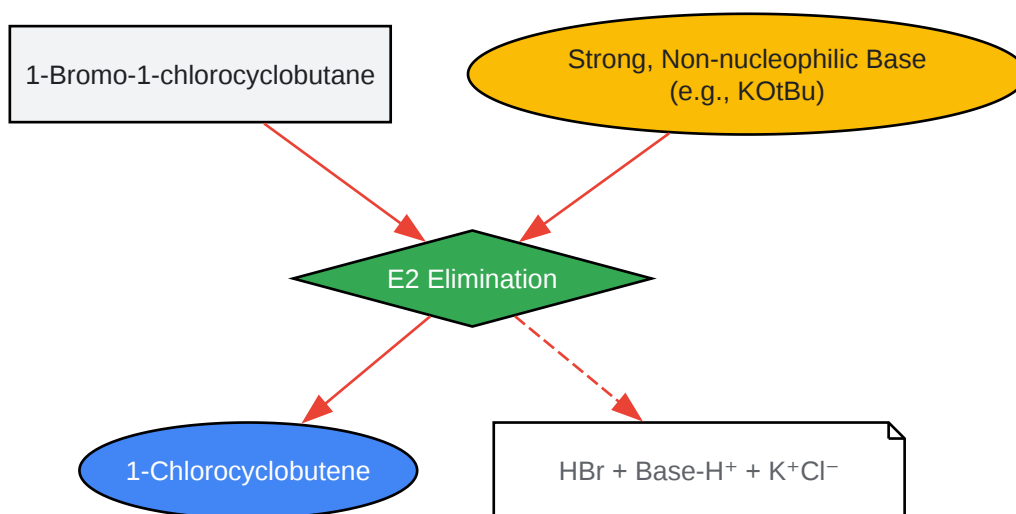 1-Bromo-1-chlorocyclobutane
Strong, Non-nucleophilic Base
(e.g., KOtBu)
E2 Elimination
1-Chlorocyclobutene
HBr + Base-H⁺ + K⁺Cl⁻